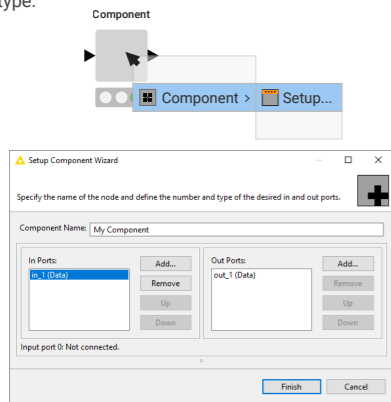 type.
Component
Component > Setup...
Setup Component Wizard
Specify the name of the node and define the number and type of the desired in and out ports.
Component Name: My Component
In Ports:
in_1 (Data)
Add...
Remove
Up
Down
Out Ports:
out_1 (Data)
Add...
Remove
Up
Down
Input port 0: Not connected.
Finish
Cancel